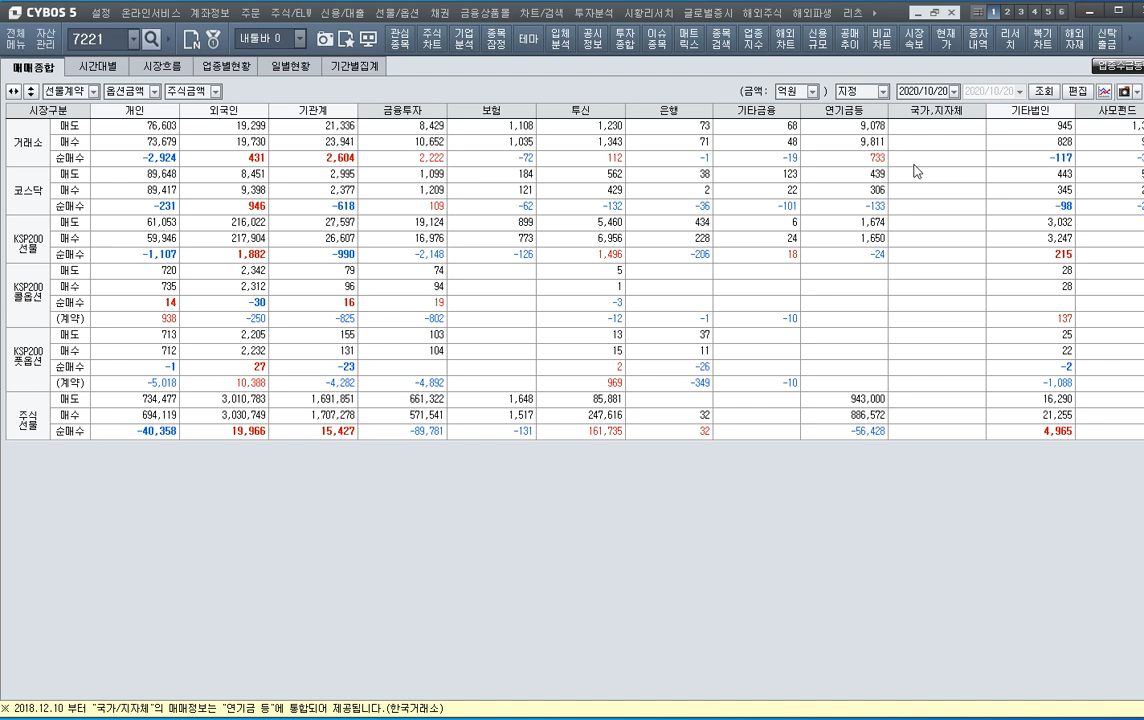 CYBOS 5 설정 온라인서비스 계좌정보 주문 주식/ELW 신용/대출 선물/옵션 채권 금융상품몰 차트/검색 투자분석 시황리서치 글로벌증시 해외주식 해외파생 리츠 1 2 3 4 5 6
전체메뉴 자산관리 7221 내툴바0 관심종목 주식차트 기업분석 종목잠정 테마 입체분석 공시정보 투자종합 이슈종목 매트릭스 종목검색 업종지수 해외차트 신용규모 공매추이 비교차트 시장속보 현재가 증자내역 리서치 복기차트 해외자재 신탁출금
매매종합 시간대별 시장흐름 업종별현황 일별현황 기간별집계
선물계약 옵션금액 주식금액 (금액: 억원 ) 지정 2020/10/20 2020/10/20 조회 편집
시장구분 개인 외국인 기관계 금융투자 보험 투신 은행 기타금융 연기금등 국가,지자체 기타법인 사모펀드
거래소
매도 76,603 19,299 21,336 8,429 1,108 1,230 73 68 9,078 945
매수 73,679 19,730 23,941 10,652 1,035 1,343 71 48 9,811 828
순매수 -2,924 431 2,604 2,222 -72 112 -1 -19 733 -117
코스닥
매도 89,648 8,451 2,995 1,099 184 562 38 123 439 443
매수 89,417 9,398 2,377 1,209 121 429 2 22 306 345
순매수 -231 946 -618 109 -62 -132 -36 -101 -133 -98
KSP200 선물
매도 61,053 216,022 27,597 19,124 899 5,460 434 6 1,674 3,032
매수 59,946 217,904 26,607 16,976 773 6,956 228 24 1,650 3,247
순매수 -1,107 1,882 -990 -2,148 -126 1,496 -206 18 -24 215
KSP200 콜옵션
매도 720 2,342 79 74 5 28
매수 735 2,312 96 94 1 28
순매수 14 -30 16 19 -3
(계약) 938 -250 -825 -802 -12 -1 -10 137
KSP200 풋옵션
매도 713 2,205 155 103 13 37 25
매수 712 2,232 131 104 15 11 22
순매수 -1 27 -23 2 -26 -2
(계약) -5,018 10,388 -4,282 -4,892 969 -349 -10 -1,088
주식 선물
매도 734,477 3,010,783 1,691,851 661,322 1,648 85,881 943,000 16,290
매수 694,119 3,030,749 1,707,278 571,541 1,517 247,616 32 886,572 21,255
순매수 -40,358 19,966 15,427 -89,781 -131 161,735 32 -56,428 4,965
※ 2018.12.10 부터 "국가/지자체"의 매매정보는 "연기금 등"에 통합되어 제공됩니다.(한국거래소)